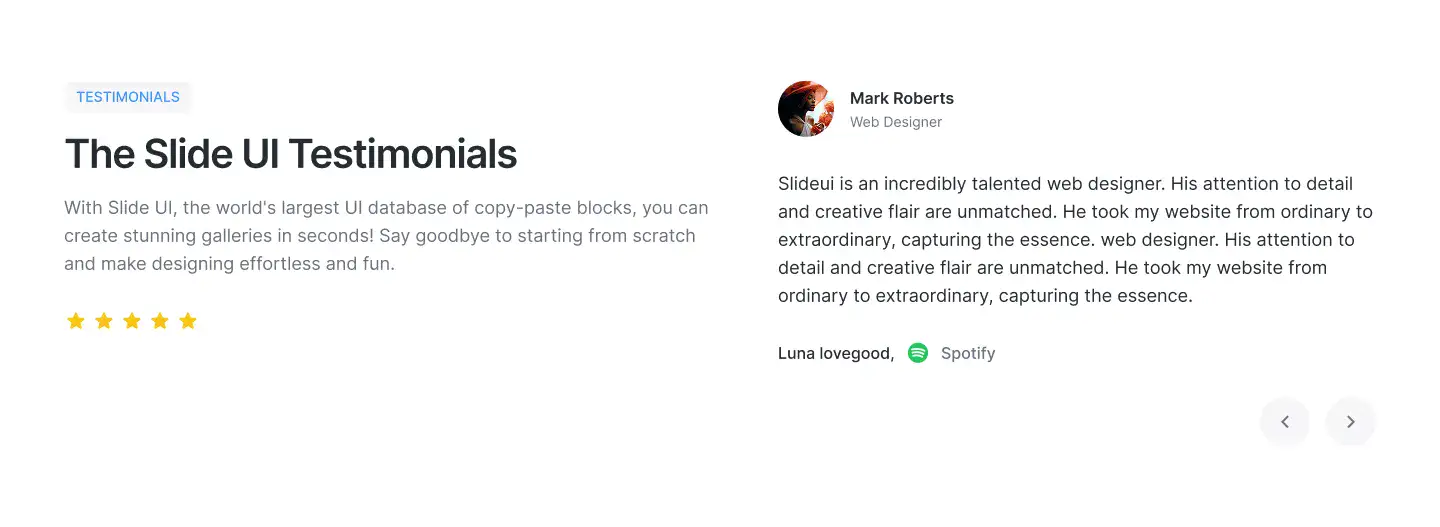 TESTIMONIALS
The Slide UI Testimonials
With Slide UI, the world's largest UI database of copy-paste blocks, you can
create stunning galleries in seconds! Say goodbye to starting from scratch
and make designing effortless and fun.
Mark Roberts
Web Designer
Slideui is an incredibly talented web designer. His attention to detail
and creative flair are unmatched. He took my website from ordinary to
extraordinary, capturing the essence. web designer. His attention to
detail and creative flair are unmatched. He took my website from
ordinary to extraordinary, capturing the essence.
Luna lovegood, Spotify